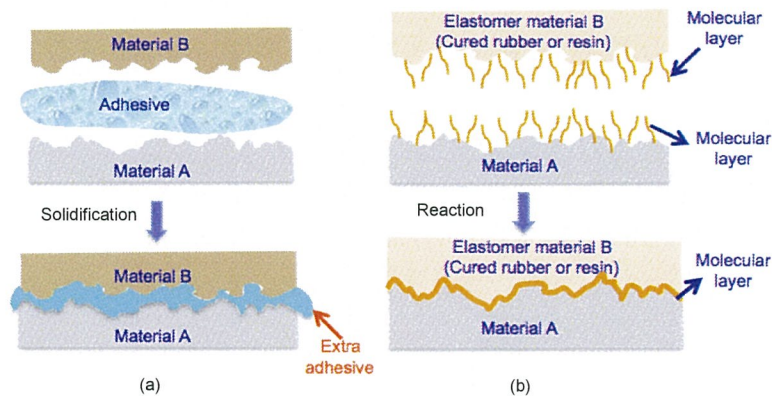 Material B
Adhesive
Material A
Solidification
Material B
Material A
Extra
adhesive
(a)
Elastomer material B
(Cured rubber or resin)
Molecular
layer
Molecular
layer
Material A
Reaction
Elastomer material B
(Cured rubber or resin)
Molecular
layer
Material A
(b)